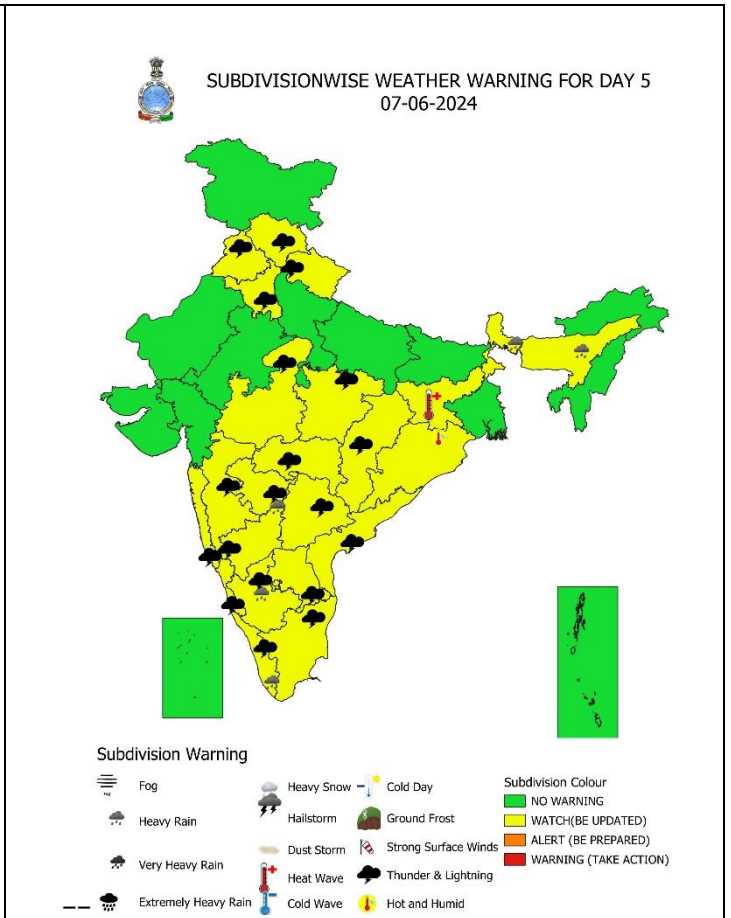 SUBDIVISIONWISE WEATHER WARNING FOR DAY 5
07-06-2024
Subdivision Warning
Fog
Heavy Rain
Very Heavy Rain
Extremely Heavy Rain
Heavy Snow
Hailstorm
Dust Storm
Heat Wave
Cold Wave
Cold Day
Ground Frost
Strong Surface Winds
Thunder & Lightning
Hot and Humid
Subdivision Colour
NO WARNING
WATCH(BE UPDATED)
ALERT (BE PREPARED)
WARNING (TAKE ACTION)